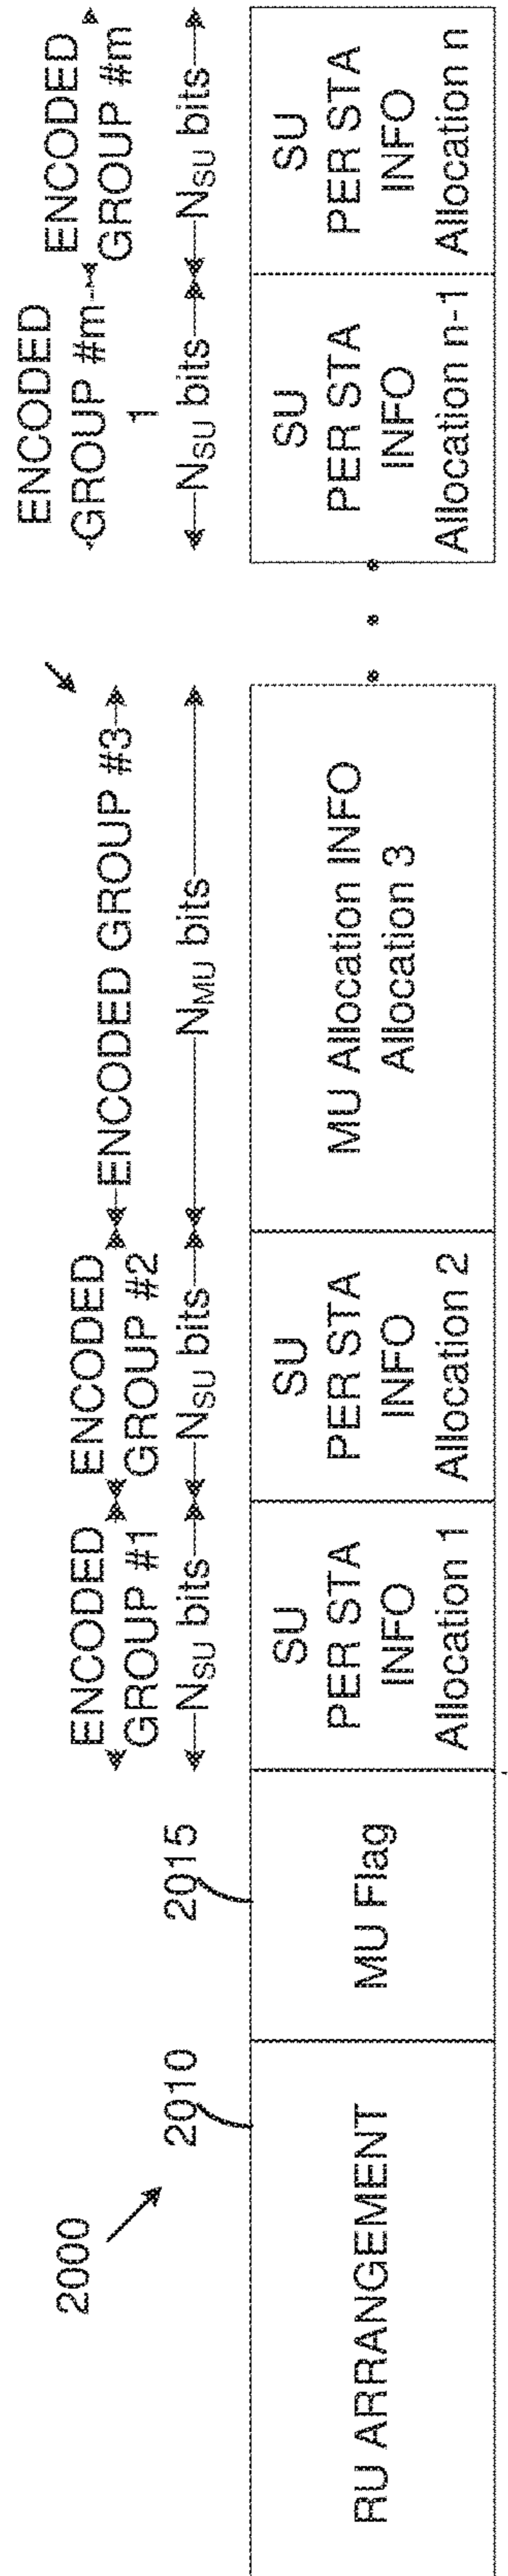 2000
2010
2015
RU ARRANGEMENT
MU Flag
ENCODED
GROUP #1
N_SU bits
SU
PER STA
INFO
Allocation 1
ENCODED
GROUP #2
N_SU bits
SU
PER STA
INFO
Allocation 2
ENCODED GROUP #3
N_MU bits
MU Allocation INFO
Allocation 3
ENCODED
GROUP #m-
1
N_SU bits
SU
PER STA
INFO
Allocation n-1
ENCODED
GROUP #m
N_SU bits
SU
PER STA
INFO
Allocation n